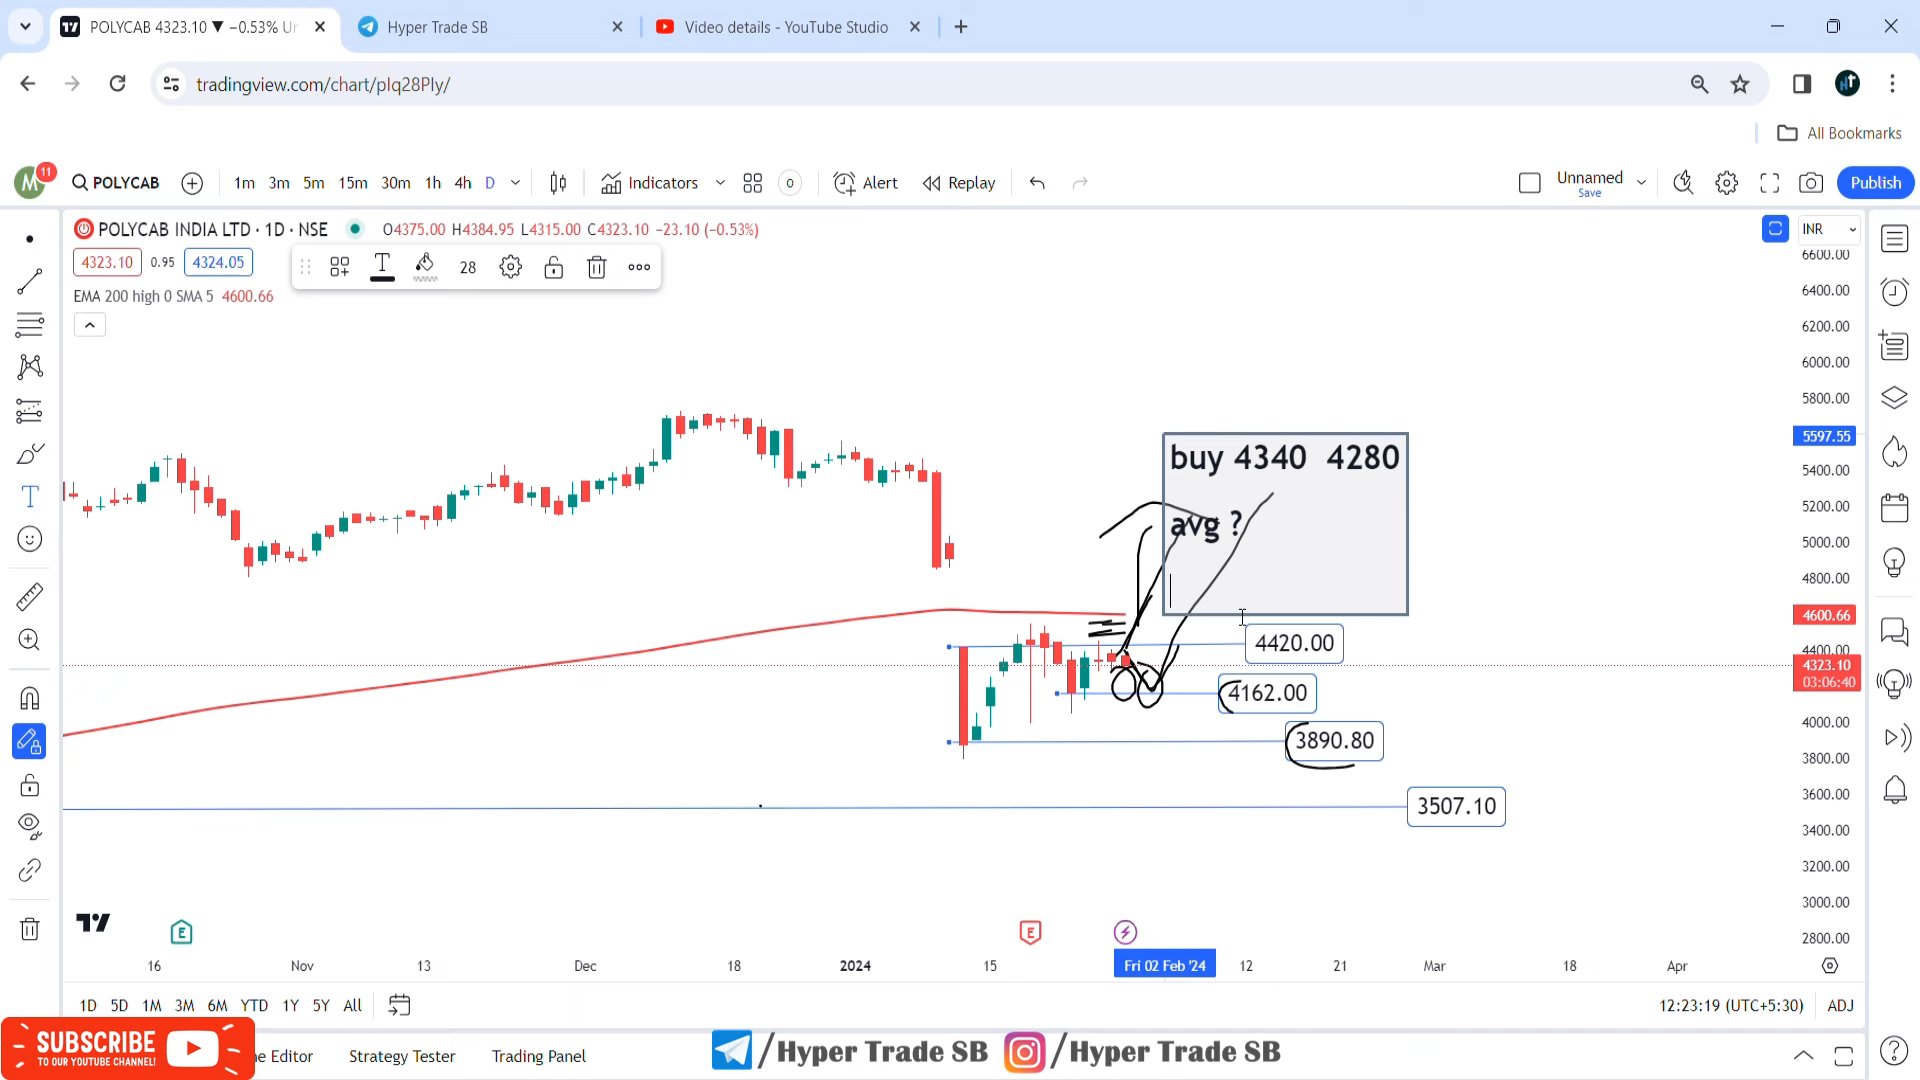 POLYCAB 4323.10 ▼ −0.53% Un
Hyper Trade SB
Video details - YouTube Studio
tradingview.com/chart/pIq28PIy/
All Bookmarks
M 11
POLYCAB
1m 3m 5m 15m 30m 1h 4h D
Indicators
0
Alert
Replay
Unnamed
Save
Publish
POLYCAB INDIA LTD · 1D · NSE
O4375.00 H4384.95 L4315.00 C4323.10 −23.10 (−0.53%)
INR
4323.10 0.95 4324.05
28
EMA 200 high 0 SMA 5 4600.66
buy 4340 4280
avg ?
4420.00
4162.00
3890.80
3507.10
6600.00
6400.00
6200.00
6000.00
5800.00
5597.55
5400.00
5200.00
5000.00
4800.00
4600.66
4400.00
4323.10
03:06:40
4000.00
3800.00
3600.00
3400.00
3200.00
3000.00
2800.00
E
E
16 Nov 13 Dec 18 2024 15 Fri 02 Feb '24 12 21 Mar 18 Apr
1D 5D 1M 3M 6M YTD 1Y 5Y All
12:23:19 (UTC+5:30) ADJ
SUBSCRIBE
TO OUR YOUTUBE CHANNEL!
ne Editor
Strategy Tester
Trading Panel
/Hyper Trade SB
/Hyper Trade SB